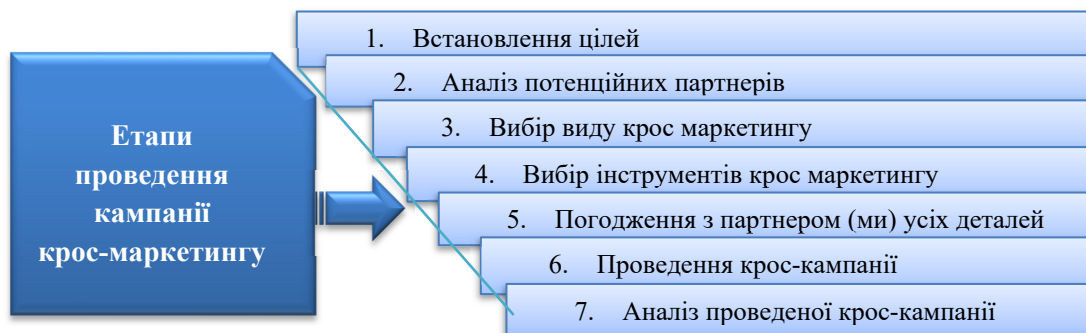 Етапи
проведення
кампанії
крос-маркетингу
1. Встановлення цілей
2. Аналіз потенційних партнерів
3. Вибір виду крос маркетингу
4. Вибір інструментів крос маркетингу
5. Погодження з партнером (ми) усіх деталей
6. Проведення крос-кампанії
7. Аналіз проведеної крос-кампанії